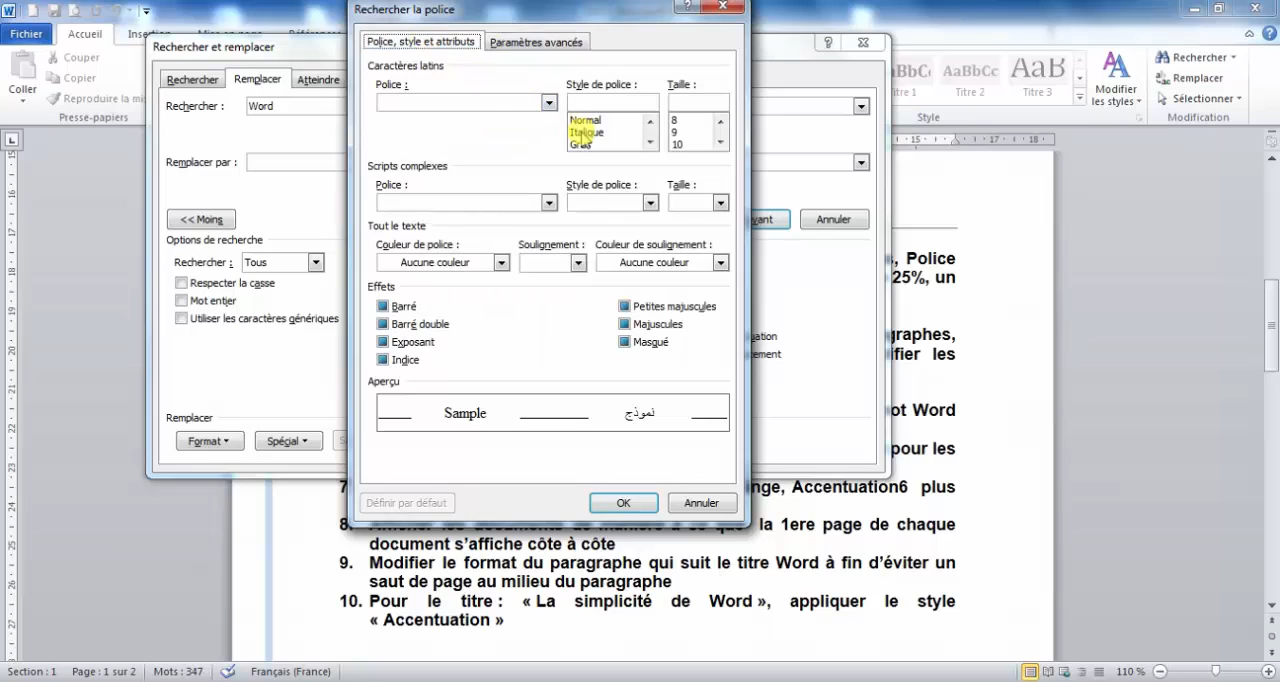 W
Rechercher la police
?
Fichier
Accueil
Rechercher et remplacer
?
Couper
Copier
Coller
Reproduire la mi
Presse-papiers
Rechercher
Remplacer
Atteindre
Rechercher :
Word
Remplacer par :
<< Moins
Annuler
Options de recherche
Rechercher :
Tous
Respecter la casse
Mot entier
Utiliser les caractères génériques
Remplacer
Format
Spécial
Police, style et attributs
Paramètres avancés
Caractères latins
Police :
Style de police :
Taille :
Normal
Italique
8
9
10
Scripts complexes
Police :
Style de police :
Taille :
Tout le texte
Couleur de police :
Soulignement :
Couleur de soulignement :
Aucune couleur
Aucune couleur
Effets
Barré
Barré double
Exposant
Indice
Petites majuscules
Majuscules
Masqué
Aperçu
Sample
نموذج
Définir par défaut
OK
Annuler
AaBbCc
AaB
Titre 2
Titre 3
Modifier
les styles
Style
Rechercher
Remplacer
Sélectionner
Modification
15 17 18
, Police
25%, un
graphes,
ifier les
ot Word
pour les
nge, Accentuation6 plus
8. la 1ere page de chaque
document s’affiche côte à côte
9. Modifier le format du paragraphe qui suit le titre Word à fin d’éviter un
saut de page au milieu du paragraphe
10. Pour le titre : « La simplicité de Word », appliquer le style
« Accentuation »
Section : 1 Page : 1 sur 2 Mots : 347 Français (France) 110 %